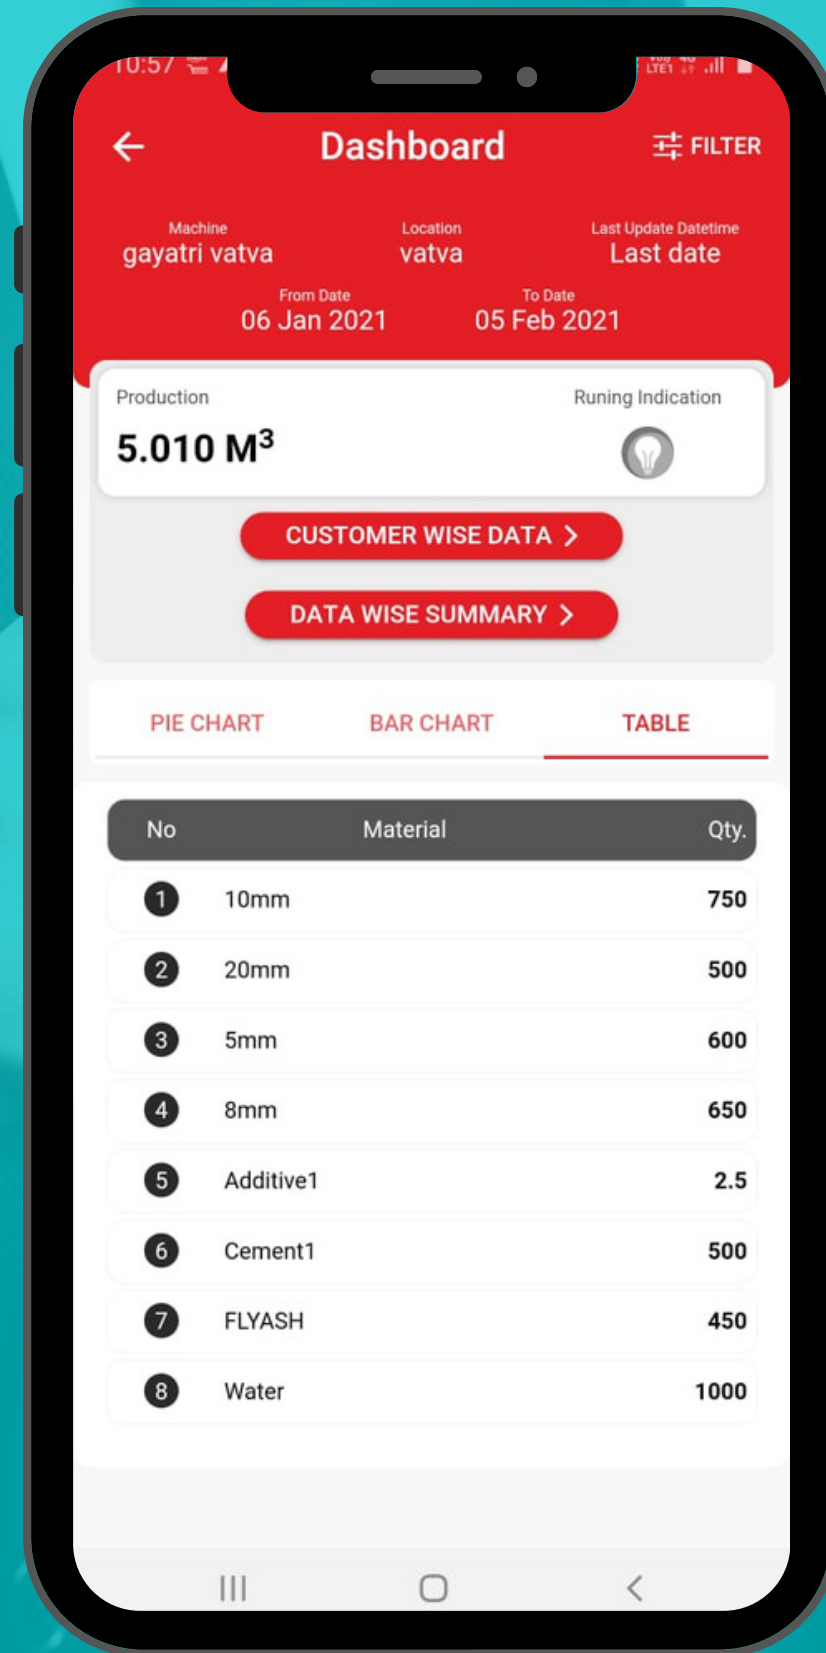 10:57
LTE1 4G
Dashboard FILTER
Machine Location Last Update Datetime
gayatri vatva vatva Last date
From Date To Date
06 Jan 2021 05 Feb 2021
Production Runing Indication
5.010 M³
CUSTOMER WISE DATA
DATA WISE SUMMARY
PIE CHART BAR CHART TABLE
No Material Qty.
1 10mm 750
2 20mm 500
3 5mm 600
4 8mm 650
5 Additive1 2.5
6 Cement1 500
7 FLYASH 450
8 Water 1000